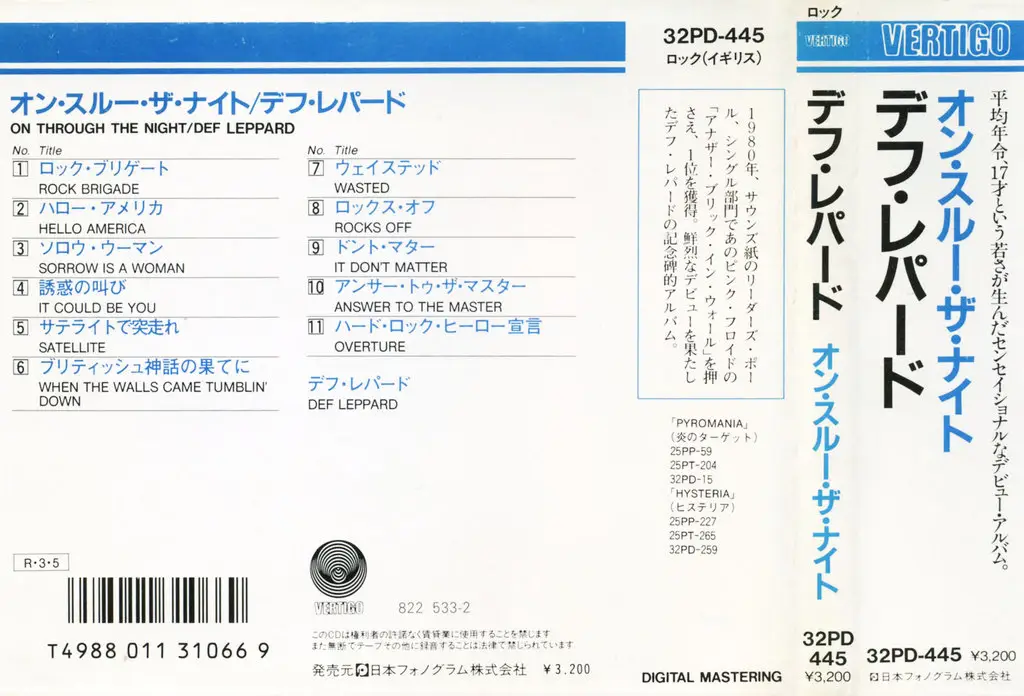 オン・スルー・ザ・ナイト/デフ・レパード
ON THROUGH THE NIGHT/DEF LEPPARD
No. Title
1 ロック・ブリゲート
ROCK BRIGADE
2 ハロー・アメリカ
HELLO AMERICA
3 ソロウ・ウーマン
SORROW IS A WOMAN
4 誘惑の叫び
IT COULD BE YOU
5 サテライトで突走れ
SATELLITE
6 ブリティッシュ神話の果てに
WHEN THE WALLS CAME TUMBLIN'
DOWN
No. Title
7 ウェイステッド
WASTED
8 ロックス・オフ
ROCKS OFF
9 ドント・マター
IT DON'T MATTER
10 アンサー・トゥ・ザ・マスター
ANSWER TO THE MASTER
11 ハード・ロック・ヒーロー宣言
OVERTURE
デフ・レパード
DEF LEPPARD
R・3・5
T4988 011 31066 9
VERTIGO
822 533-2
このCDは権利者の許諾なく賃貸業に使用することを禁じます
また無断でテープその他に録音することは法律で禁じられています
発売元 日本フォノグラム株式会社 ¥3,200
32PD-445
ロック(イギリス)
1980年、サウンズ紙のリーダーズ・ポー
ル、シングル部門であのピンク・フロイドの
「アナザー・ブリック・イン・ウォール」を押
さえ、1位を獲得。鮮烈なデビューを果たし
たデフ・レパードの記念碑的アルバム。
「PYROMANIA」
(炎のターゲット)
25PP-59
25PT-204
32PD-15
「HYSTERIA」
(ヒステリア)
25PP-227
25PT-265
32PD-259
DIGITAL MASTERING
ロック
VERTIGO
デフ・レパード オン・スルー・ザ・ナイト
32PD
445
¥3,200
VERTIGO
平均年令、17才という若さが生んだセンセイショナルなデビュー・アルバム。
オン・スルー・ザ・ナイト
デフ・レパード
32PD-445 ¥3,200
日本フォノグラム株式会社